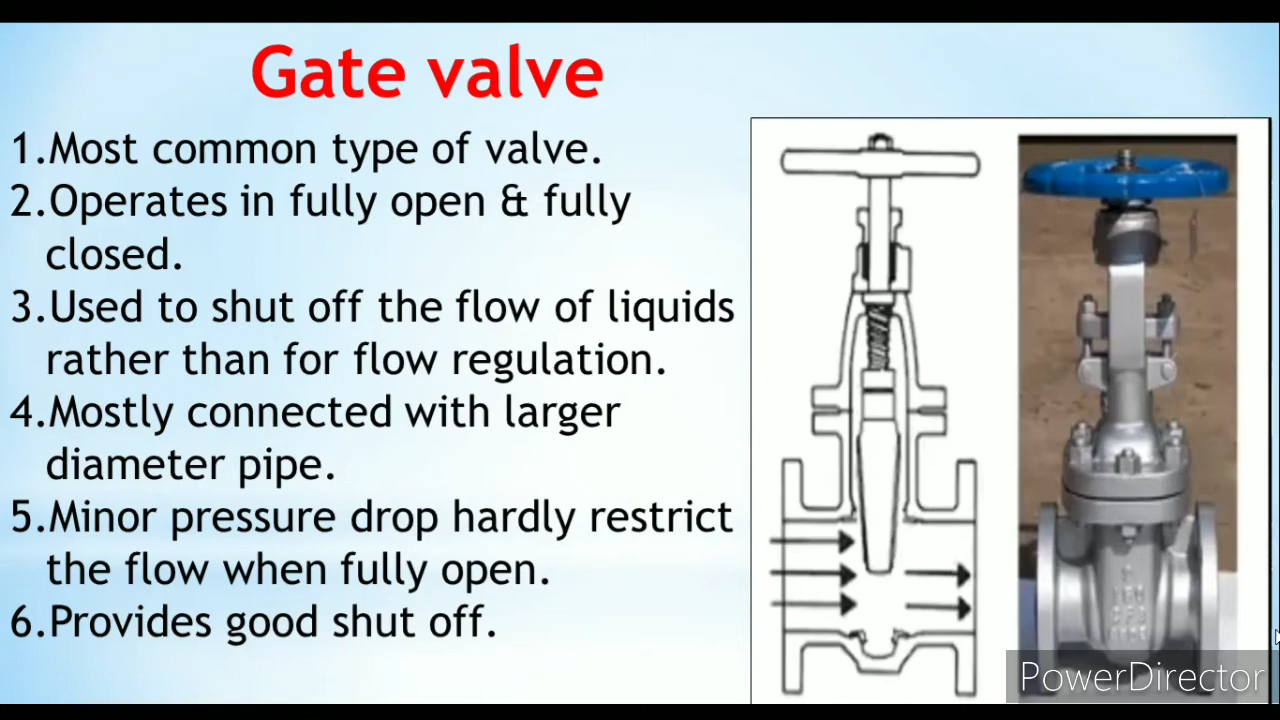 Gate valve
1.Most common type of valve.
2.Operates in fully open & fully
closed.
3.Used to shut off the flow of liquids
rather than for flow regulation.
4.Mostly connected with larger
diameter pipe.
5.Minor pressure drop hardly restrict
the flow when fully open.
6.Provides good shut off.
PowerDirector